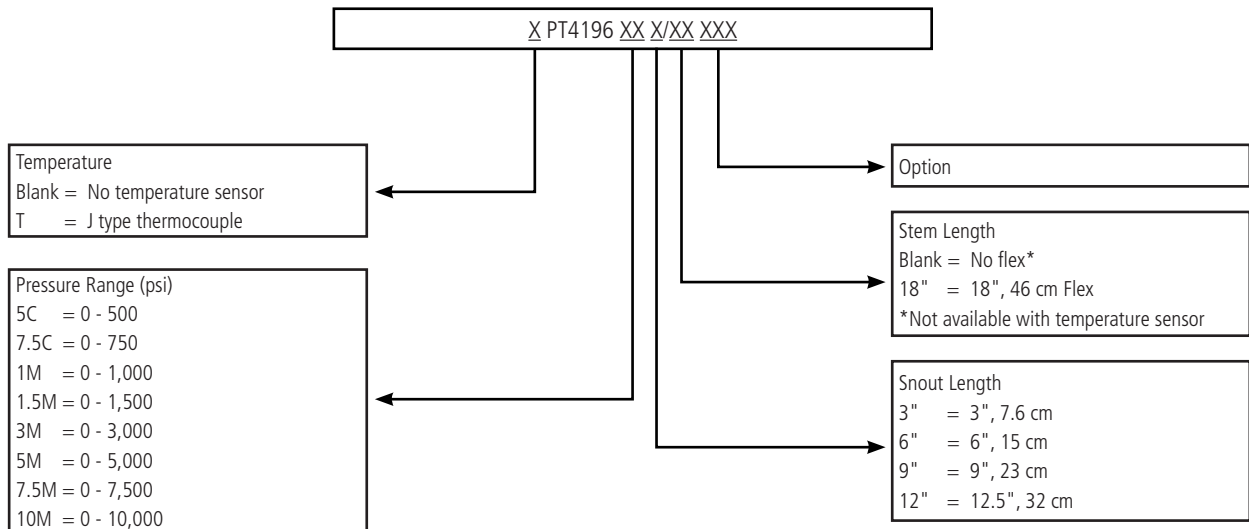 X PT4196 XX X/XX XXX
Temperature
Blank = No temperature sensor
T = J type thermocouple
Pressure Range (psi)
5C = 0 - 500
7.5C = 0 - 750
1M = 0 - 1,000
1.5M = 0 - 1,500
3M = 0 - 3,000
5M = 0 - 5,000
7.5M = 0 - 7,500
10M = 0 - 10,000
Option
Stem Length
Blank = No flex*
18" = 18", 46 cm Flex
*Not available with temperature sensor
Snout Length
3" = 3", 7.6 cm
6" = 6", 15 cm
9" = 9", 23 cm
12" = 12.5", 32 cm